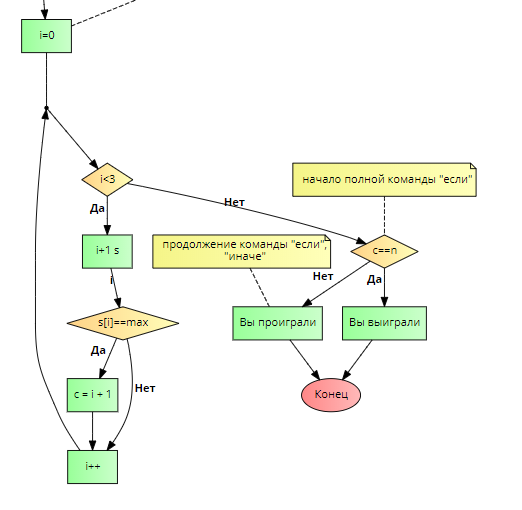 i=0
i<3
начало полной команды "если"
Да
Нет
i+1 s
продолжение команды "если",
"иначе"
c==n
i
Нет
Да
s[i]==max
Вы проиграли
Вы выиграли
Да
Нет
c = i + 1
Конец
i++